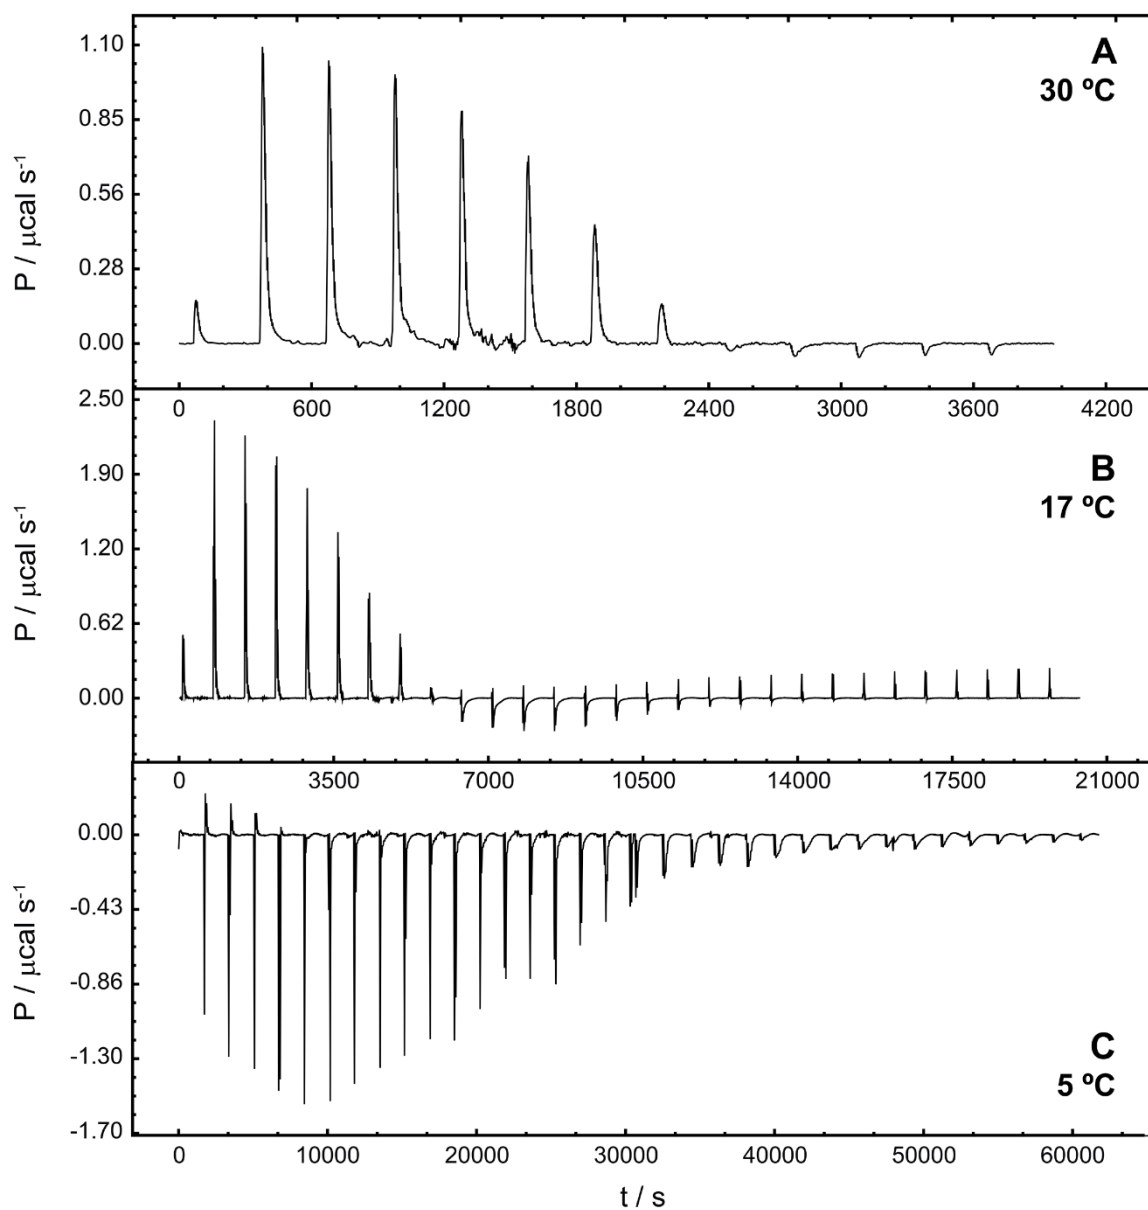 A
30 ºC
P / μcal s⁻¹
1.10
0.85
0.56
0.28
0.00
0 600 1200 1800 2400 3000 3600 4200
B
17 ºC
P / μcal s⁻¹
2.50
1.90
1.20
0.62
0.00
0 3500 7000 10500 14000 17500 21000
P / μcal s⁻¹
0.00
-0.43
-0.86
-1.30
-1.70
C
5 ºC
0 10000 20000 30000 40000 50000 60000
t / s